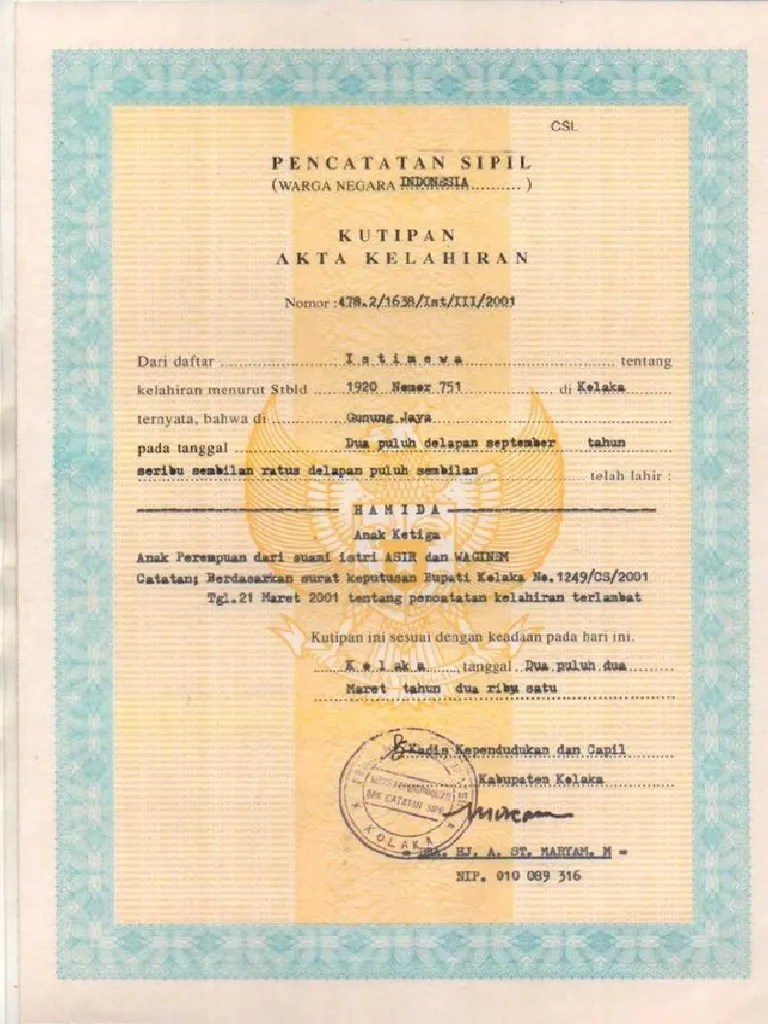 CSL
PENCATATAN SIPIL
(WARGA NEGARA INDONESIA .......... )
KUTIPAN
AKTA KELAHIRAN
Nomor : 478.2/1638/Ist/III/2001
Dari daftar .................... Istimewa .................... tentang
kelahiran menurut Stbld ..... 1920 Nomor 751 .......... di Kolaka
ternyata, bahwa di .......... Gunung Jaya
pada tanggal .......... Dua puluh delapan september tahun
seribu sembilan ratus delapan puluh sembilan .......... telah lahir :
HAMIDA
Anak Ketiga
Anak Perempuan dari suami istri ASIR dan WAGINEM
Catatan; Berdasarkan surat keputusan Bupati Kolaka No.1249/CS/2001
Tgl.21 Maret 2001 tentang pencatatan kelahiran terlambat
Kutipan ini sesuai dengan keadaan pada hari ini.
..... Kolaka ....., tanggal Dua puluh dua
Maret tahun dua ribu satu
Kadis Kependudukan dan Capil
Kabupaten Kolaka
DAN CATATAN SIPIL
KOLAKA
HJ. A. ST. MARYAM. M =
NIP. 010 089 316